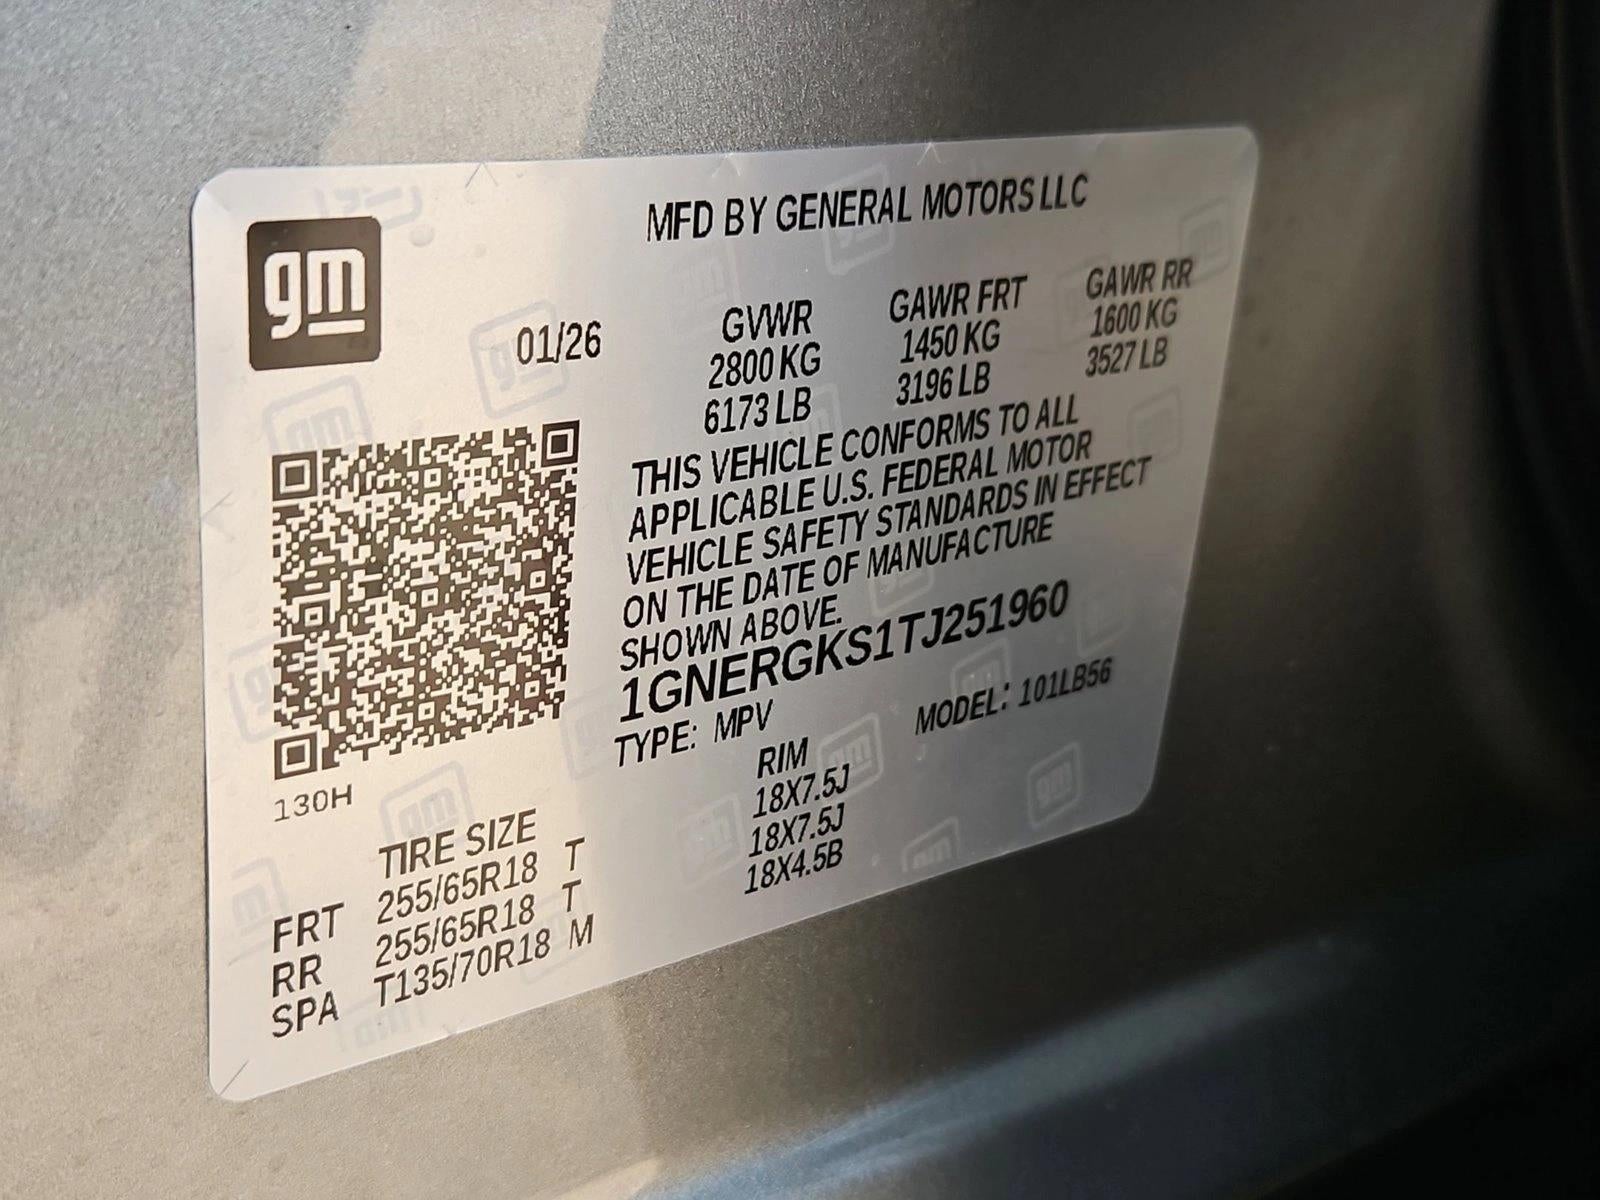 gm
MFD BY GENERAL MOTORS LLC
01/26
GVWR GAWR FRT GAWR RR
2800 KG 1450 KG 1600 KG
6173 LB 3196 LB 3527 LB
THIS VEHICLE CONFORMS TO ALL
APPLICABLE U.S. FEDERAL MOTOR
VEHICLE SAFETY STANDARDS IN EFFECT
ON THE DATE OF MANUFACTURE
SHOWN ABOVE.
1GNERGKS1TJ251960
TYPE: MPV MODEL: 101LB56
130H
TIRE SIZE RIM
FRT 255/65R18 T 18X7.5J
RR 255/65R18 T 18X7.5J
SPA T135/70R18 M 18X4.5B